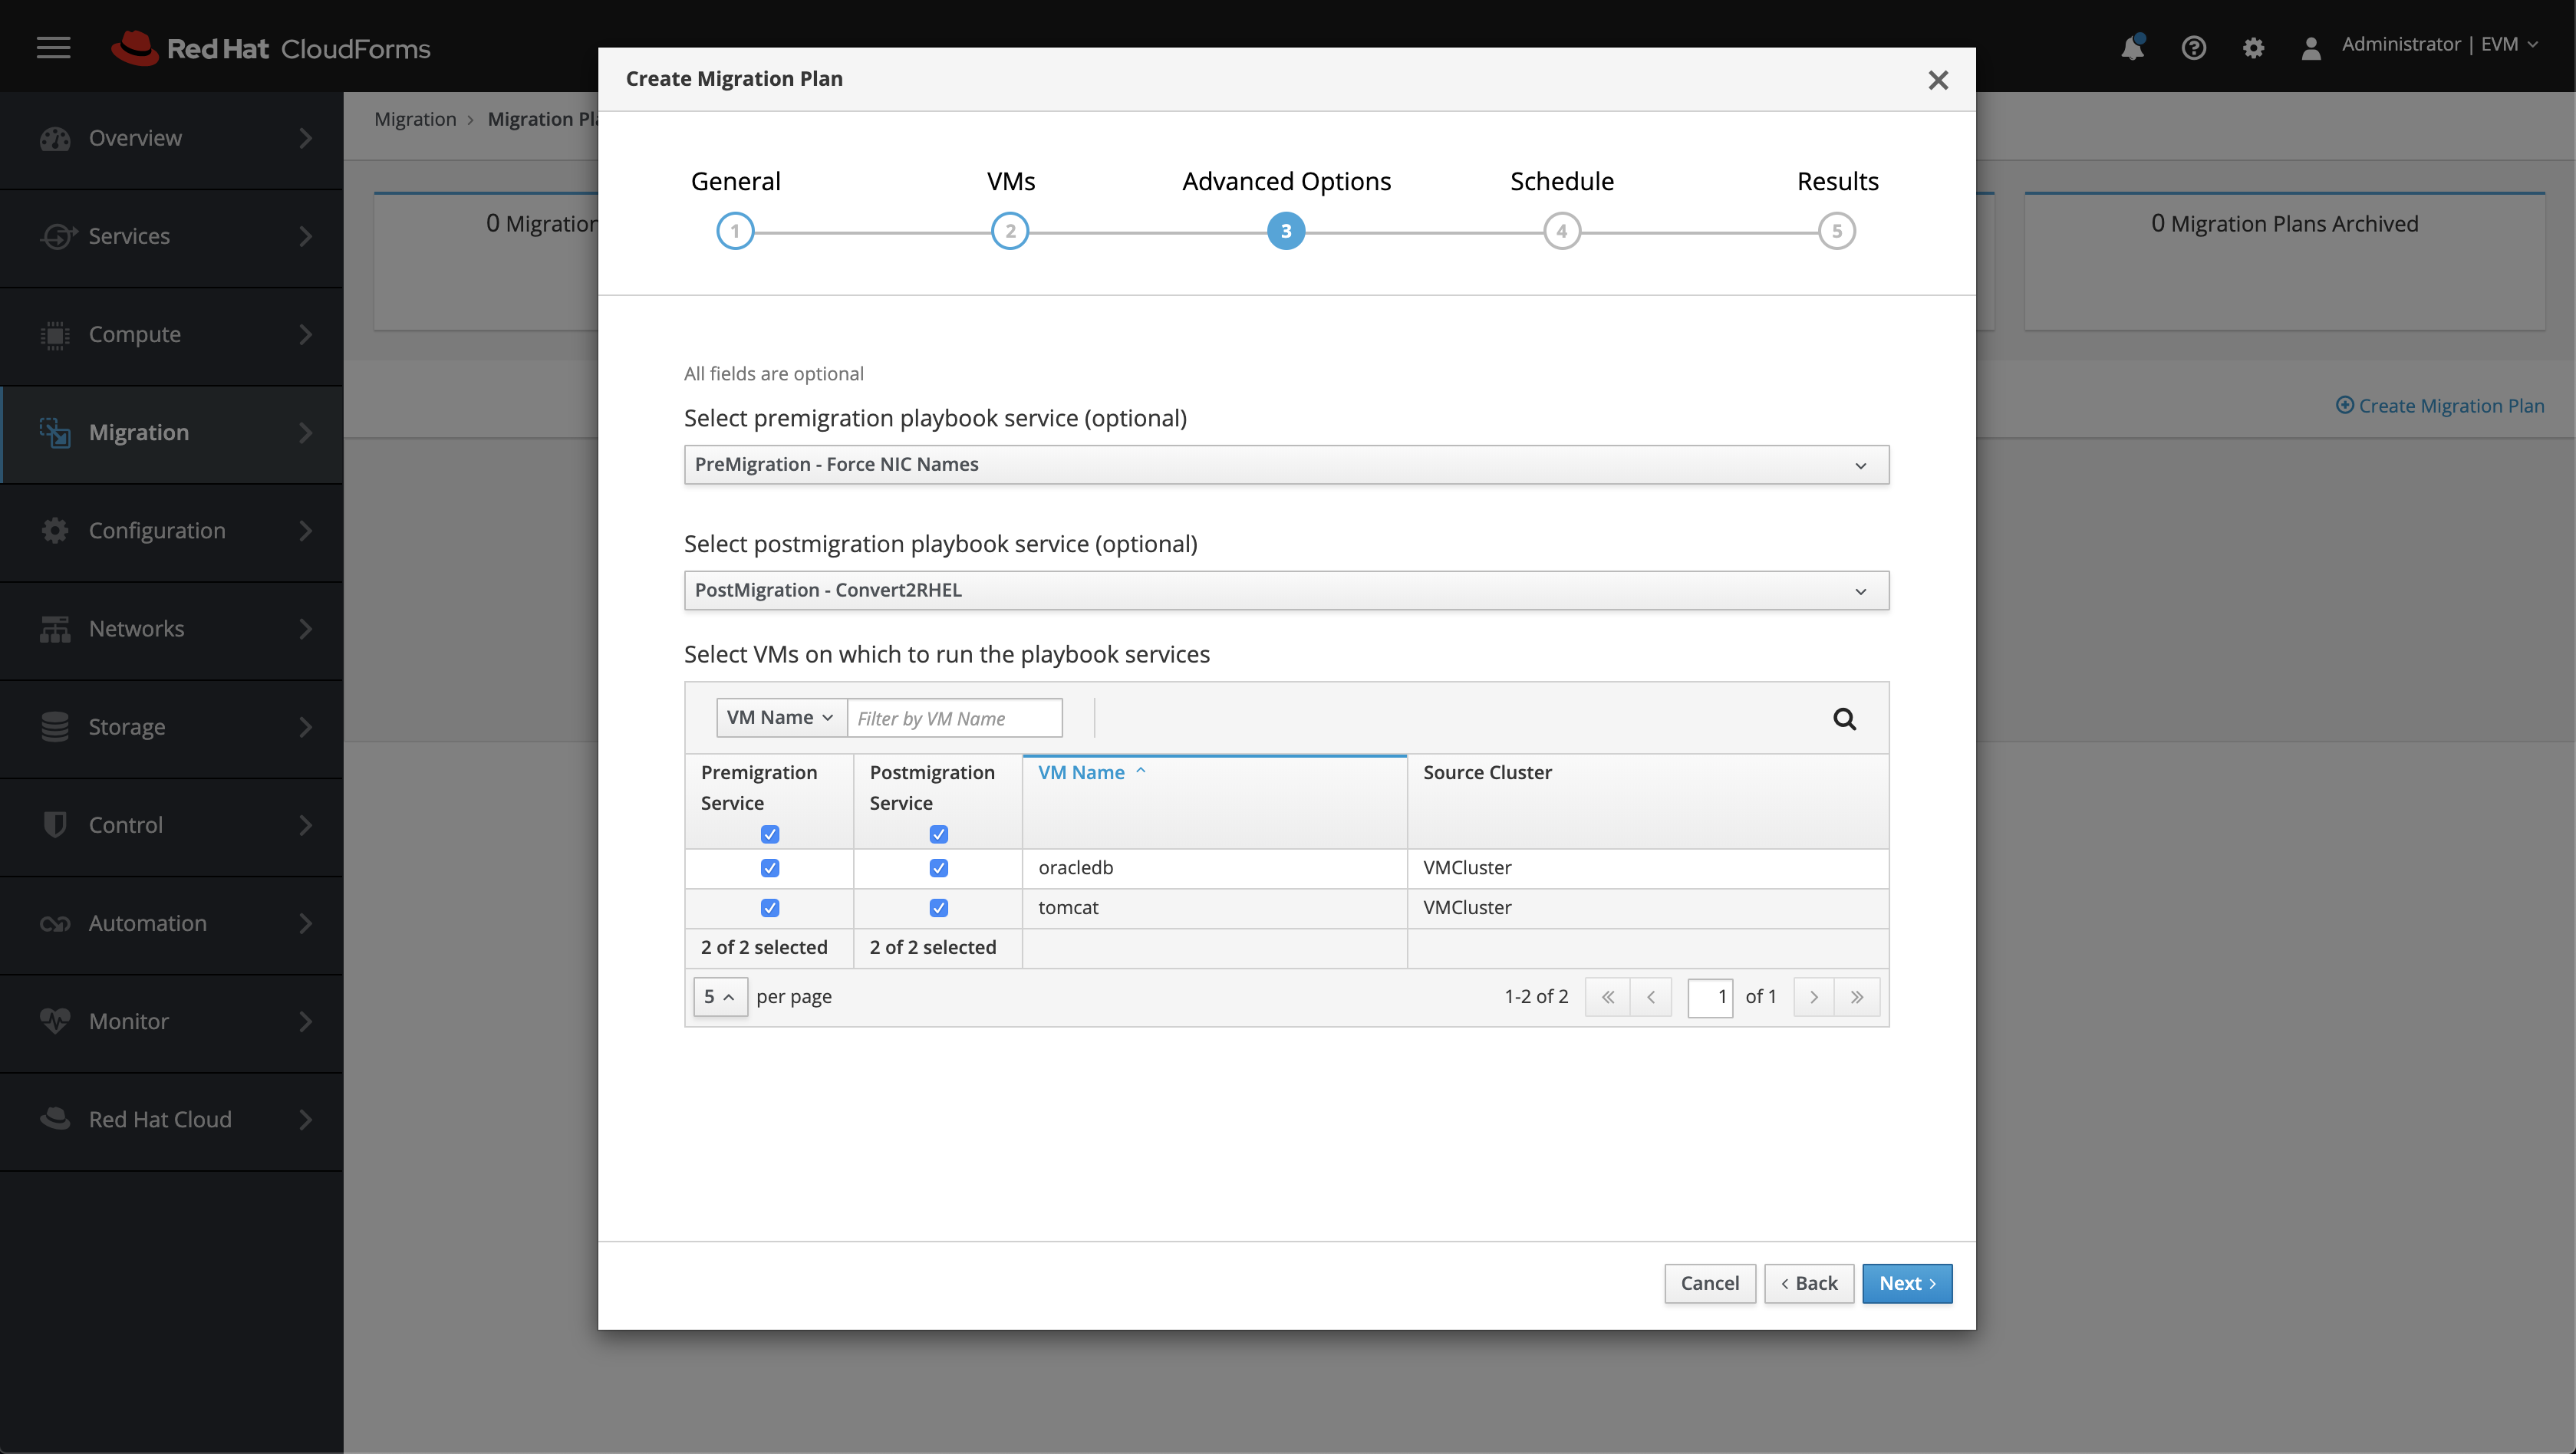 Red Hat CloudForms
Administrator | EVM
Overview
Services
Compute
Migration
Configuration
Networks
Storage
Control
Automation
Monitor
Red Hat Cloud
Migration > Migration Pl
0 Migration
0 Migration Plans Archived
Create Migration Plan
Create Migration Plan
General
VMs
Advanced Options
Schedule
Results
1
2
3
4
5
All fields are optional
Select premigration playbook service (optional)
PreMigration - Force NIC Names
Select postmigration playbook service (optional)
PostMigration - Convert2RHEL
Select VMs on which to run the playbook services
VM Name
Filter by VM Name
Premigration Service
Postmigration Service
VM Name
Source Cluster
oracledb VMCluster
tomcat VMCluster
2 of 2 selected 2 of 2 selected
5 per page
1-2 of 2
1 of 1
Cancel
< Back
Next >